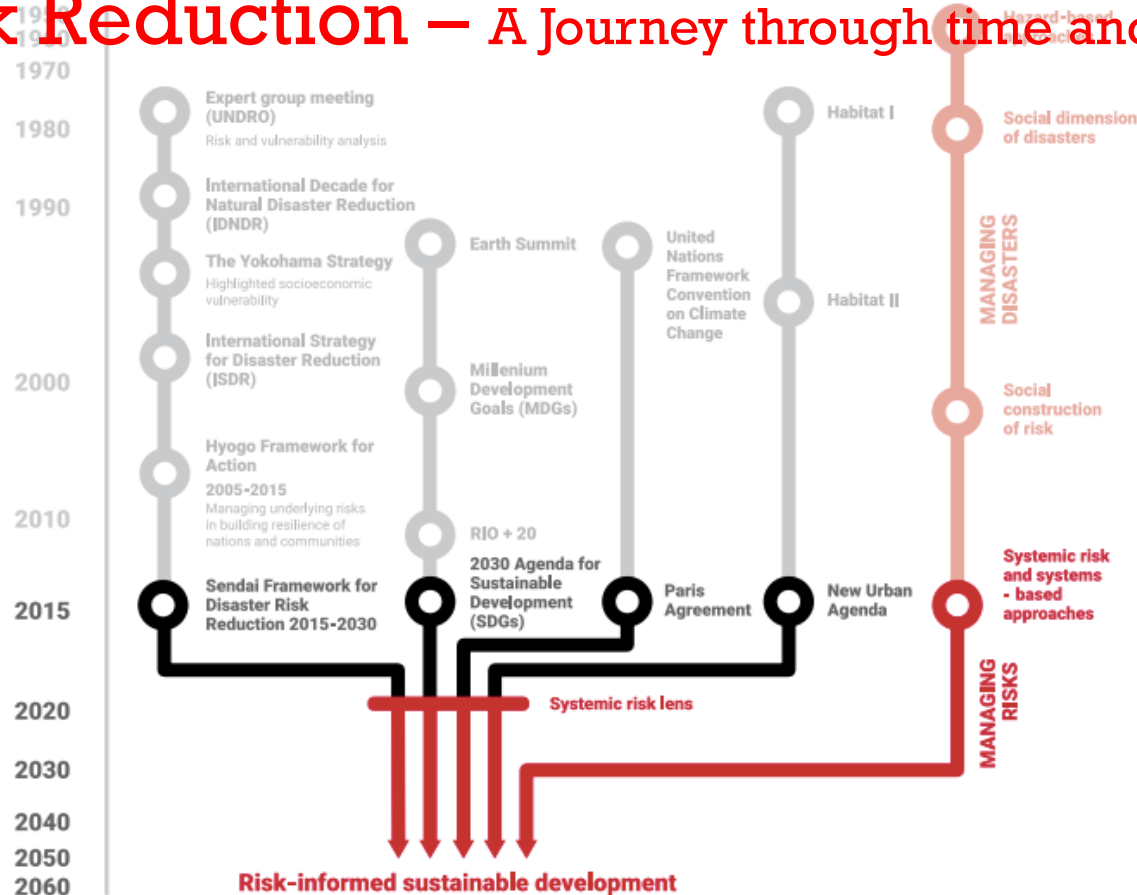 k Reduction – A Journey through time and
1950
1960
1970
1980
1990
2000
2010
2015
2020
2030
2040
2050
2060
Expert group meeting
(UNDRO)
Risk and vulnerability analysis
International Decade for
Natural Disaster Reduction
(IDNDR)
The Yokohama Strategy
Highlighted socioeconomic
vulnerability
International Strategy
for Disaster Reduction
(ISDR)
Hyogo Framework for
Action
2005-2015
Managing underlying risks
in building resilience of
nations and communities
Sendai Framework for
Disaster Risk
Reduction 2015-2030
Earth Summit
Millenium
Development
Goals (MDGs)
RIO + 20
2030 Agenda for
Sustainable
Development
(SDGs)
United
Nations
Framework
Convention
on Climate
Change
Paris
Agreement
Habitat I
Habitat II
New Urban
Agenda
Hazard-based
approaches
Social dimension
of disasters
MANAGING
DISASTERS
Social
construction
of risk
Systemic risk
and systems
- based
approaches
MANAGING
RISKS
Systemic risk lens
Risk-informed sustainable development